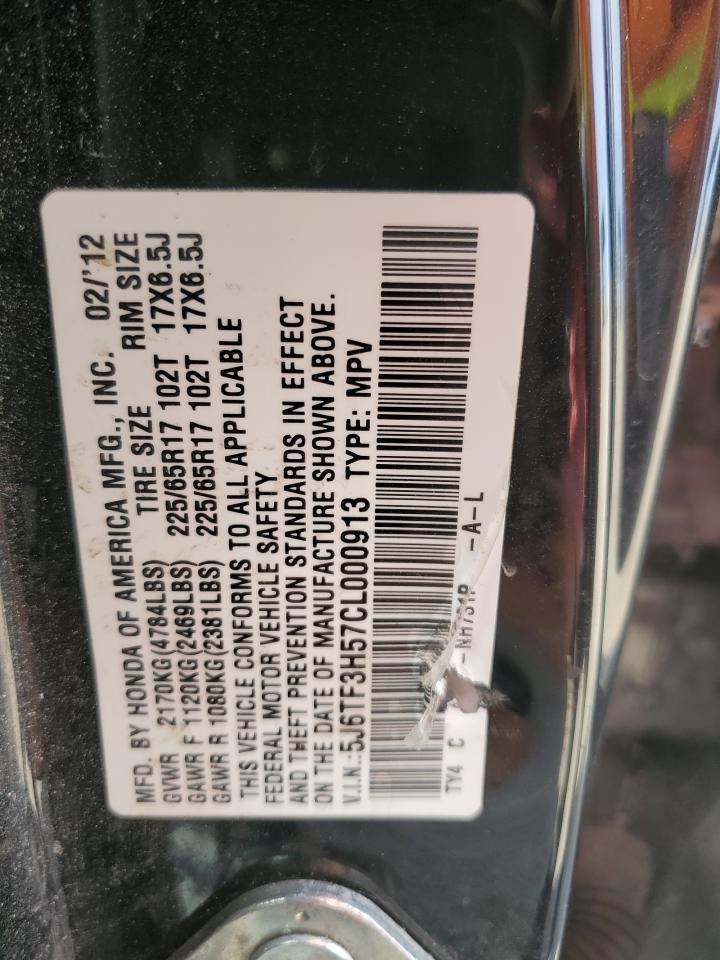 MFD. BY HONDA OF AMERICA MFG., INC. 02/'12
TIRE SIZE RIM SIZE
GVWR 2170KG(4784LBS)
GAWR F 1120KG(2469LBS) 225/65R17 102T 17X6.5J
GAWR R 1080KG(2381LBS) 225/65R17 102T 17X6.5J
THIS VEHICLE CONFORMS TO ALL APPLICABLE
FEDERAL MOTOR VEHICLE SAFETY
AND THEFT PREVENTION STANDARDS IN EFFECT
ON THE DATE OF MANUFACTURE SHOWN ABOVE.
V.I.N.:5J6TF3H57CL000913 TYPE: MPV
TY4 C -NH731P -A-L